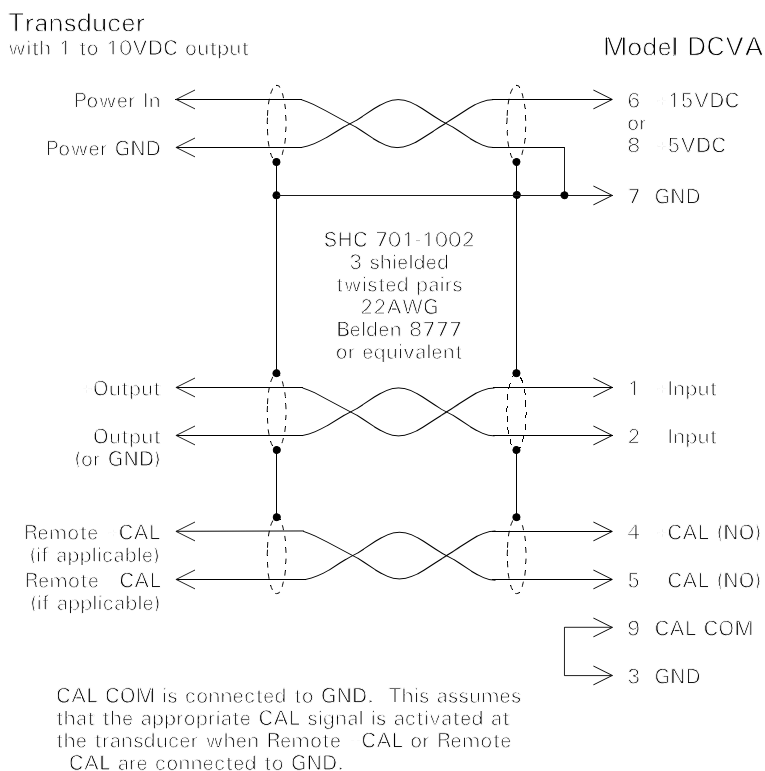 Transducer
with 1 to 10VDC output
Model DCVA
Power In
6 15VDC
or
Power GND
8 5VDC
7 GND
SHC 701-1002
3 shielded
twisted pairs
22AWG
Belden 8777
or equivalent
Output
1 Input
Output
(or GND)
2 Input
Remote CAL
(if applicable)
4 CAL (NO)
Remote CAL
(if applicable)
5 CAL (NO)
9 CAL COM
3 GND
CAL COM is connected to GND. This assumes
that the appropriate CAL signal is activated at
the transducer when Remote CAL or Remote
CAL are connected to GND.